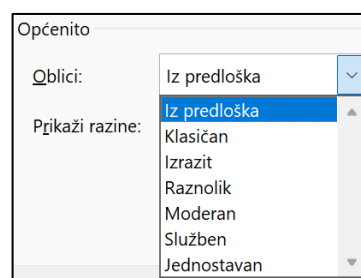 Općenito
Oblici: Iz predloška
Iz predloška
Prikaži razine:
Klasičan
Izrazit
Raznolik
Moderan
Služben
Jednostavan